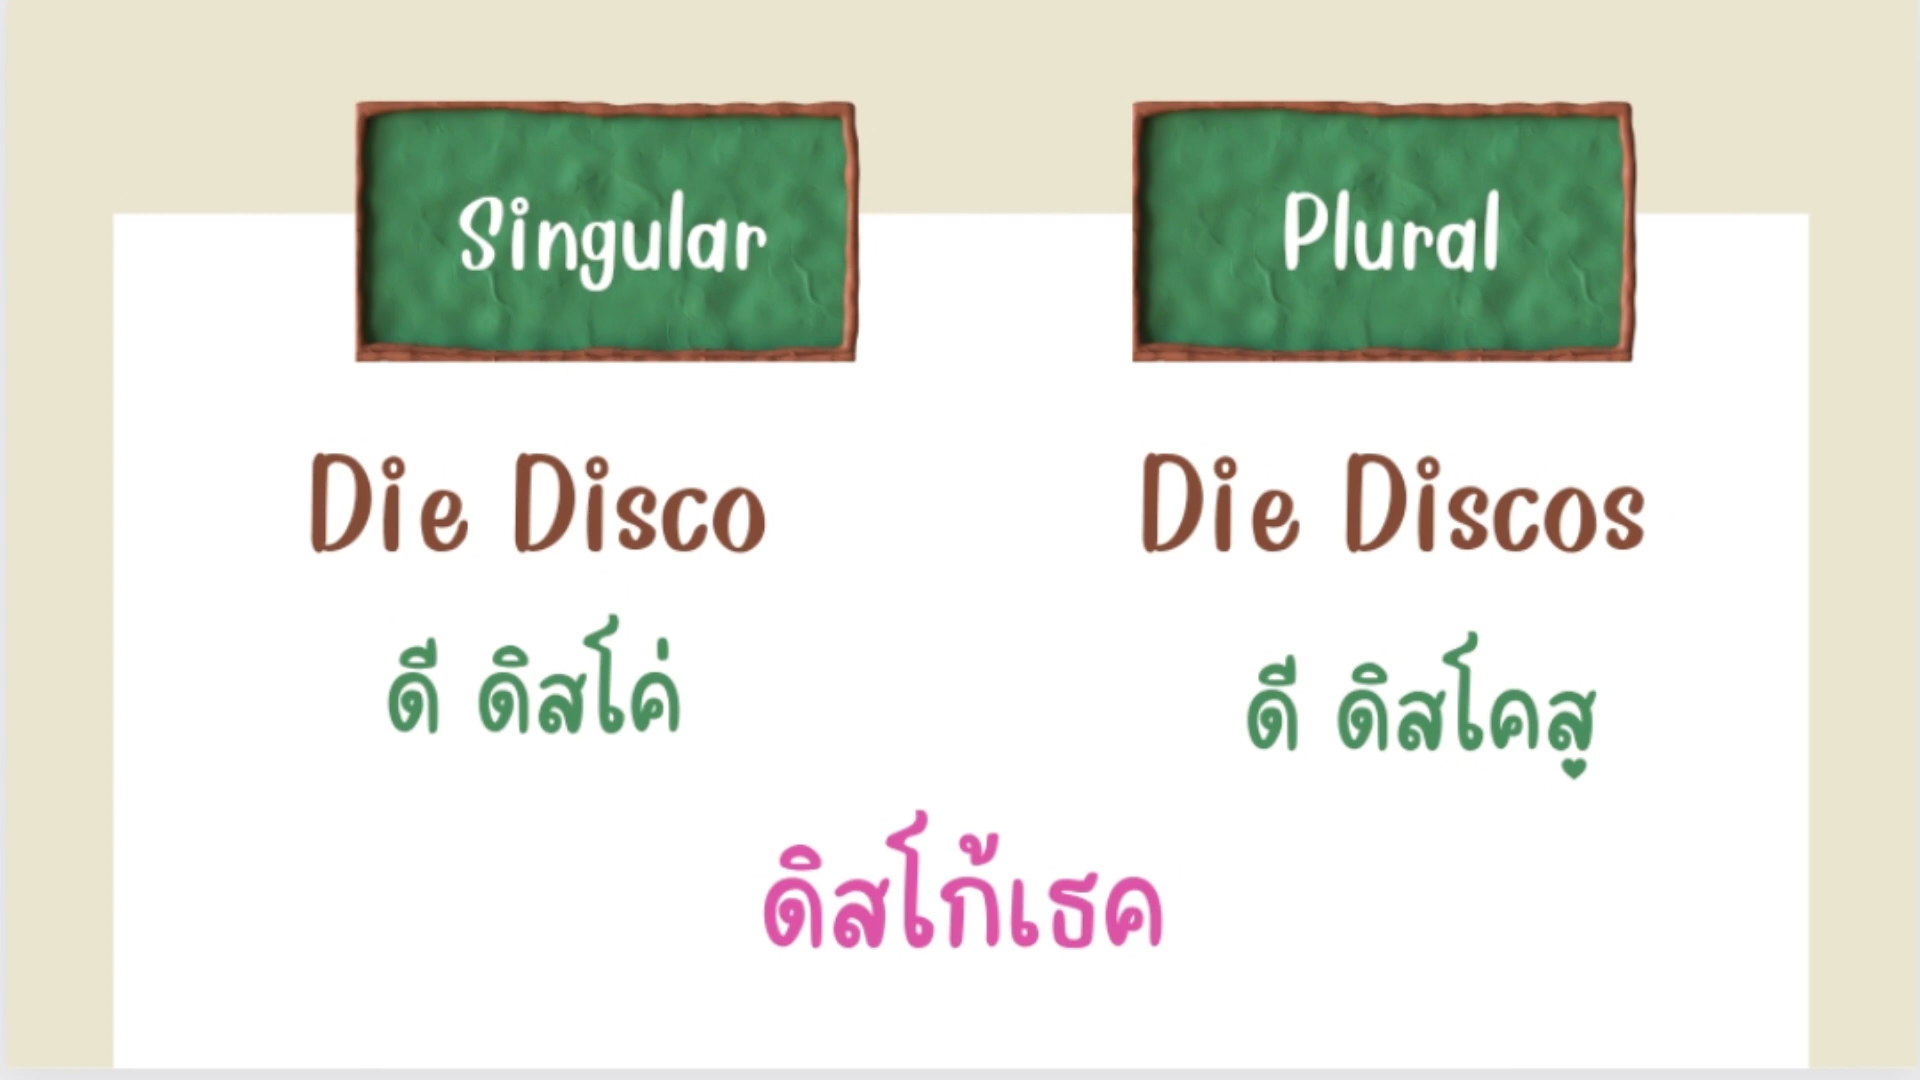 Singular
Plural
Die Disco
Die Discos
ดี ดิสโค่
ดี ดิสโคสฺ
ดิสโก้เธค